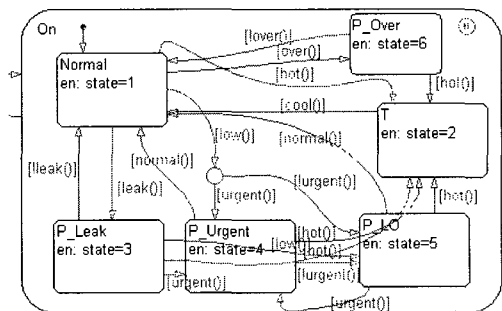 On
P_Over
en: state=6
[lover()]
[over()]
Normal
en: state=1
[hot()]
[hot()]
[cool()]
T
en: state=2
[low()]
[normal()]
[normal()]
[!leak()]
[leak()]
[urgent()]
[!urgent()]
[hot()]
P_Leak
en: state=3
P_Urgent
en: state=4
P_LO
en: state=5
[hot()]
[low()]
[hot()]
[urgent()]
[!urgent()]
[urgent()]